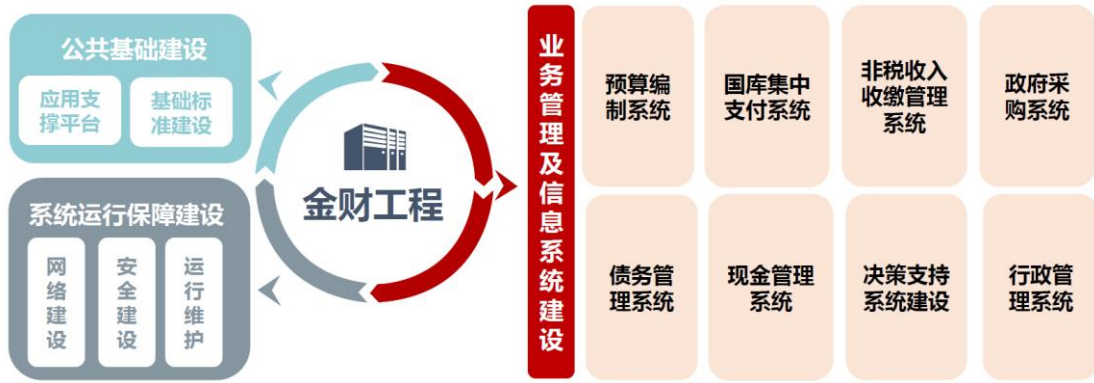 公共基础建设
应用支
撑平台
基础标
准建设
系统运行保障建设
网络建设
安全建设
运行维护
金财工程
业务管理及信息系统建设
预算编
制系统
国库集中
支付系统
非税收入
收缴管理
系统
政府采
购系统
债务管
理系统
现金管理
系统
决策支持
系统建设
行政管
理系统